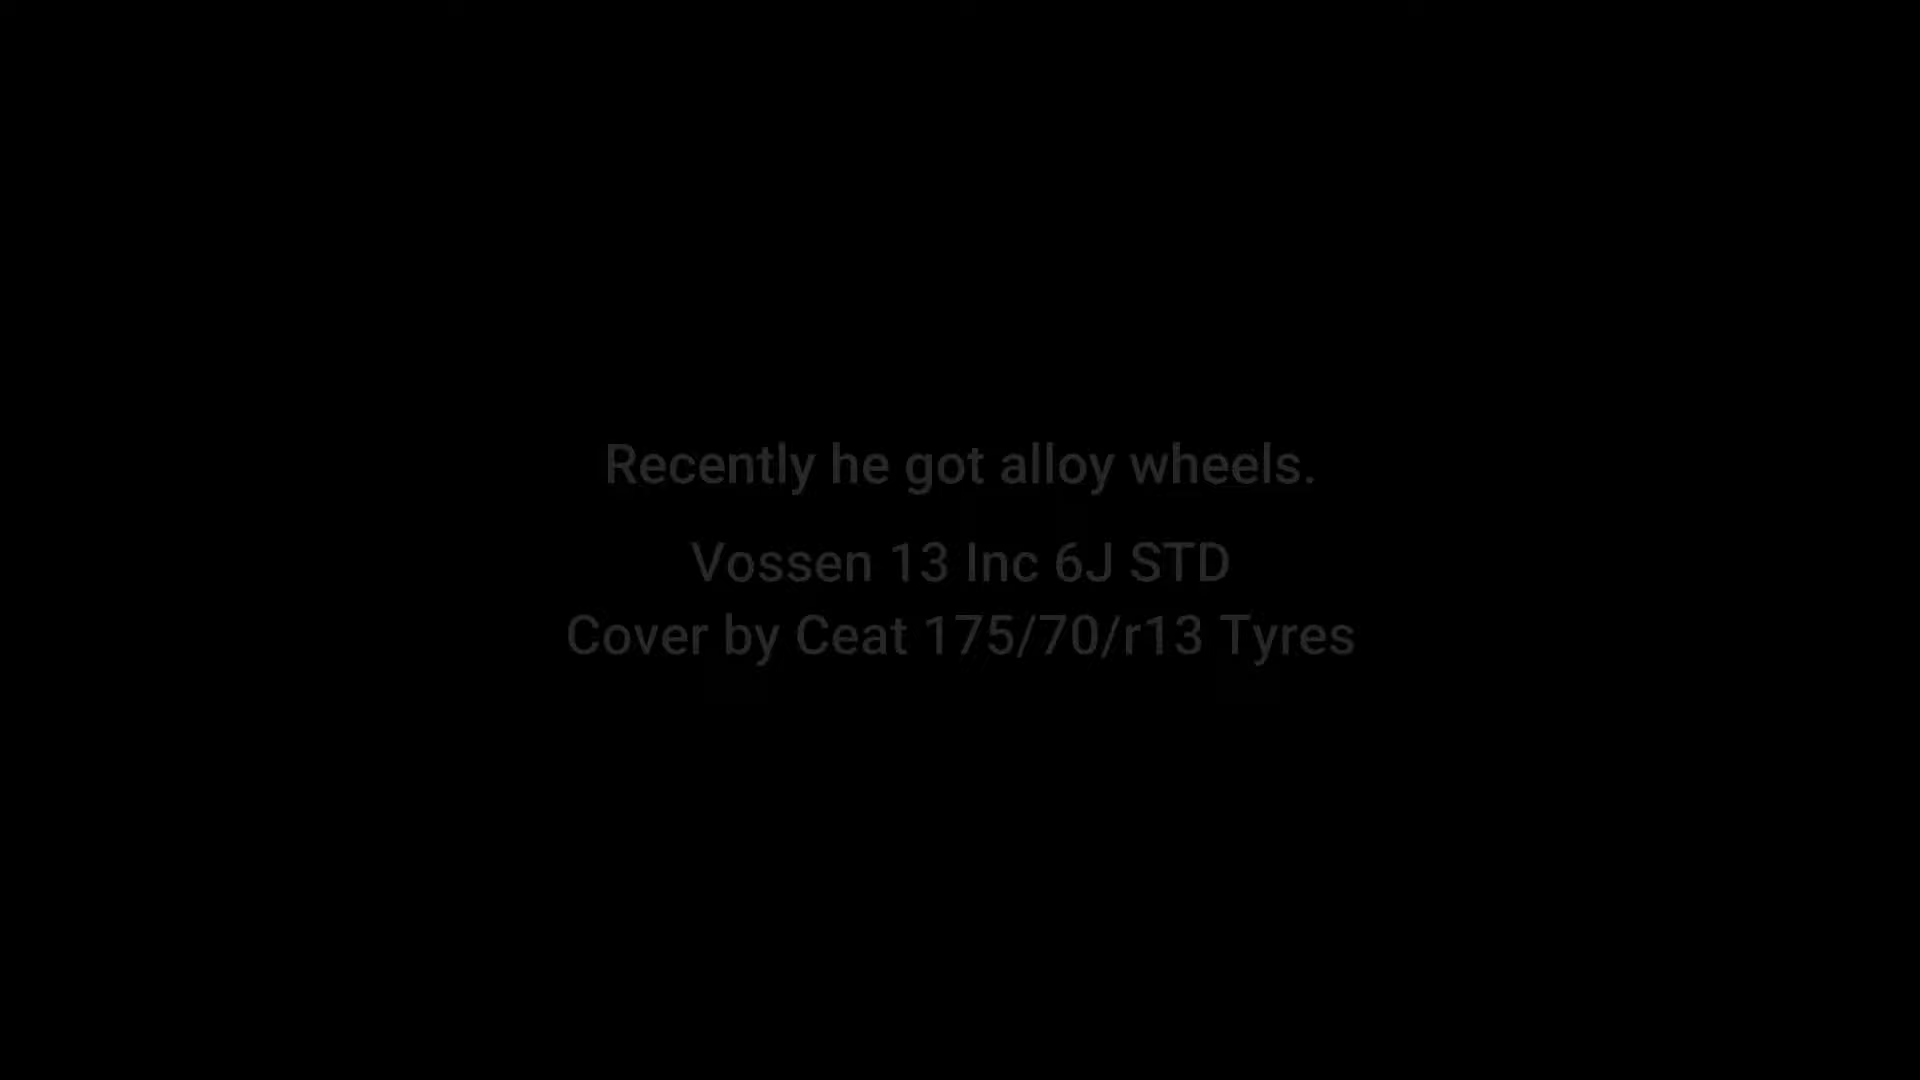 Recently he got alloy wheels.
Vossen 13 Inc 6J STD
Cover by Ceat 175/70/r13 Tyres